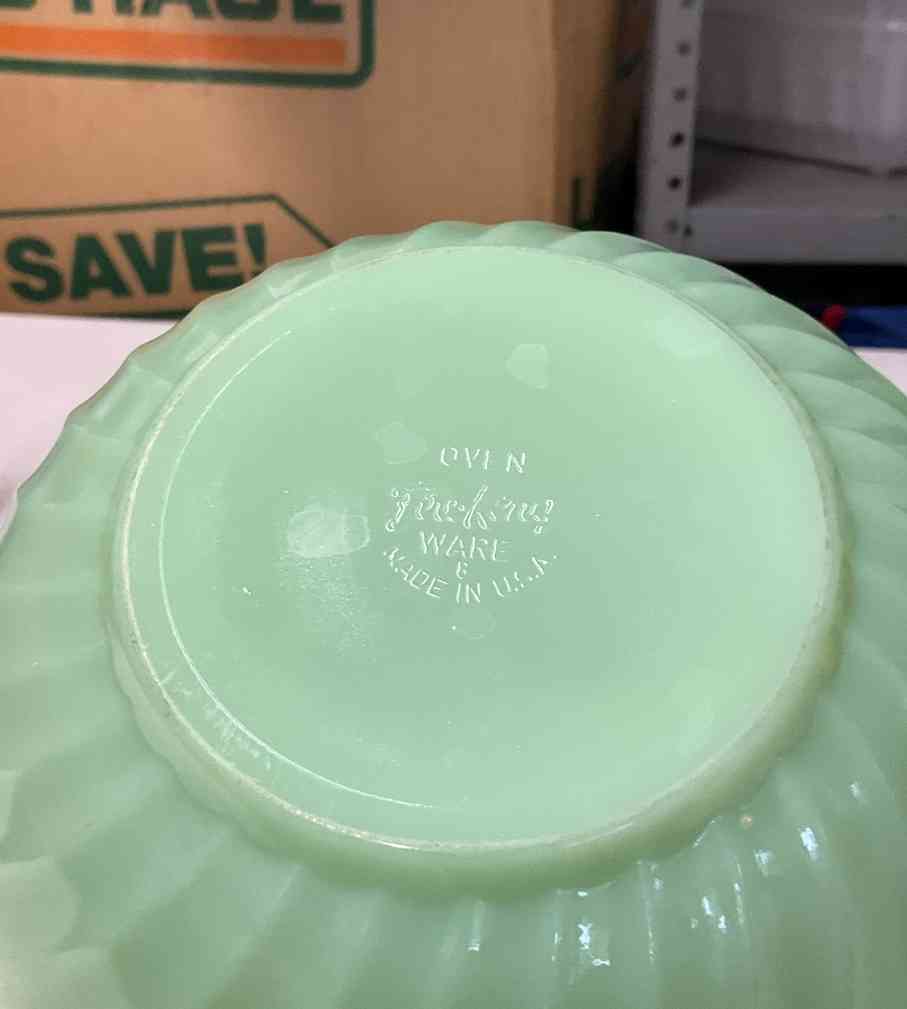 SAVE!
OVEN
Fire-King
WARE
6
MADE IN U.S.A.